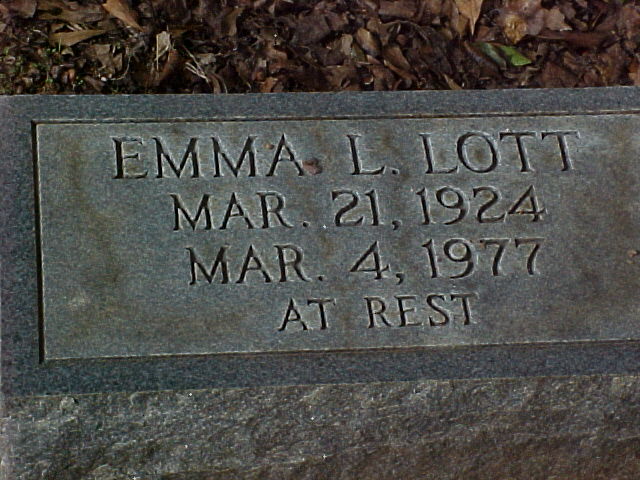 EMMA L. LOTT
MAR. 21, 1924
MAR. 4, 1977
AT REST